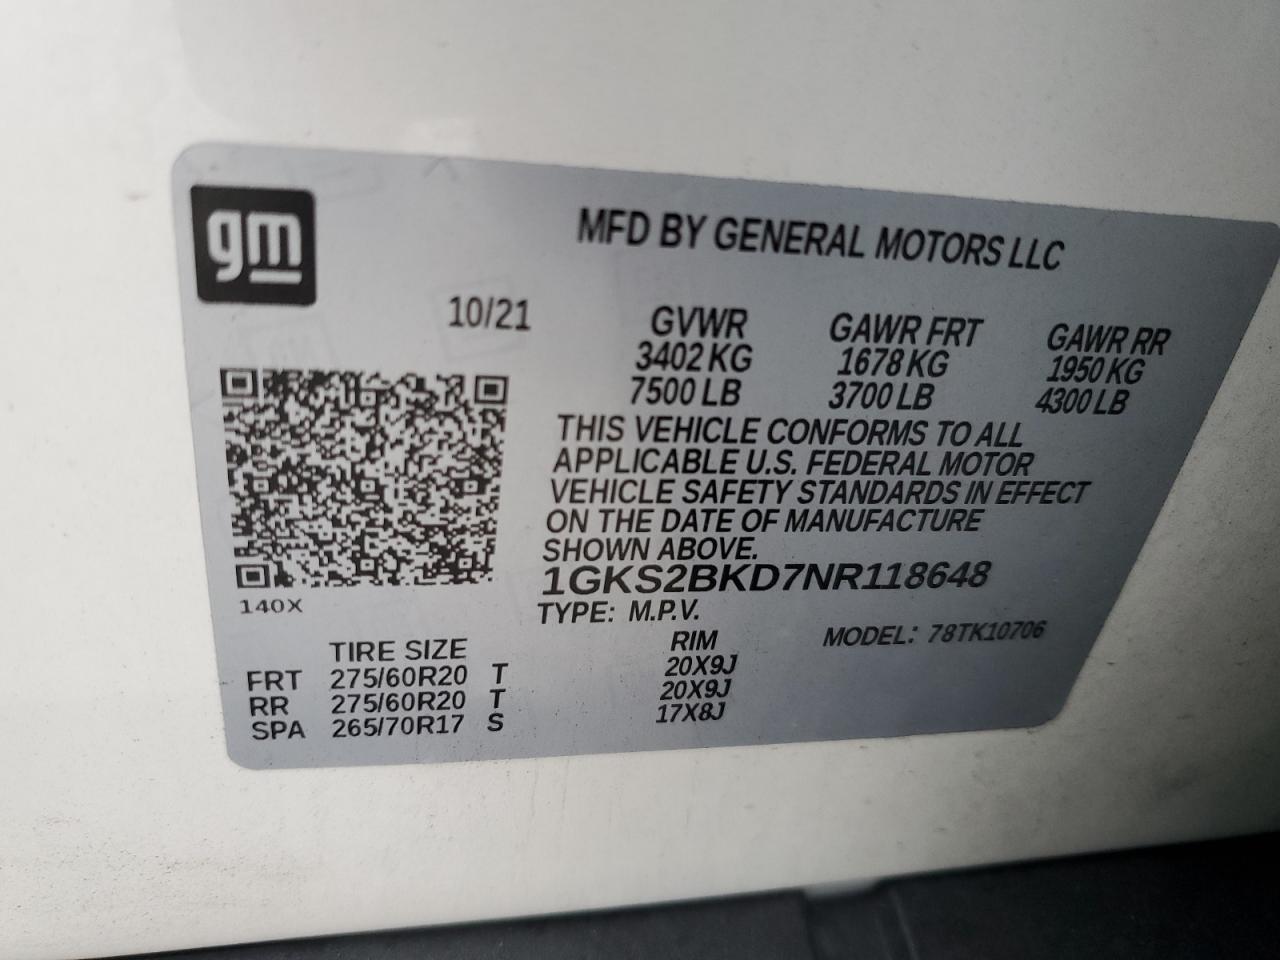 gm
MFD BY GENERAL MOTORS LLC
10/21
GVWR GAWR FRT GAWR RR
3402 KG 1678 KG 1950 KG
7500 LB 3700 LB 4300 LB
THIS VEHICLE CONFORMS TO ALL
APPLICABLE U.S. FEDERAL MOTOR
VEHICLE SAFETY STANDARDS IN EFFECT
ON THE DATE OF MANUFACTURE
SHOWN ABOVE.
1GKS2BKD7NR118648
140X
TYPE: M.P.V.
MODEL: 78TK10706
TIRE SIZE RIM
FRT 275/60R20 T 20X9J
RR 275/60R20 T 20X9J
SPA 265/70R17 S 17X8J